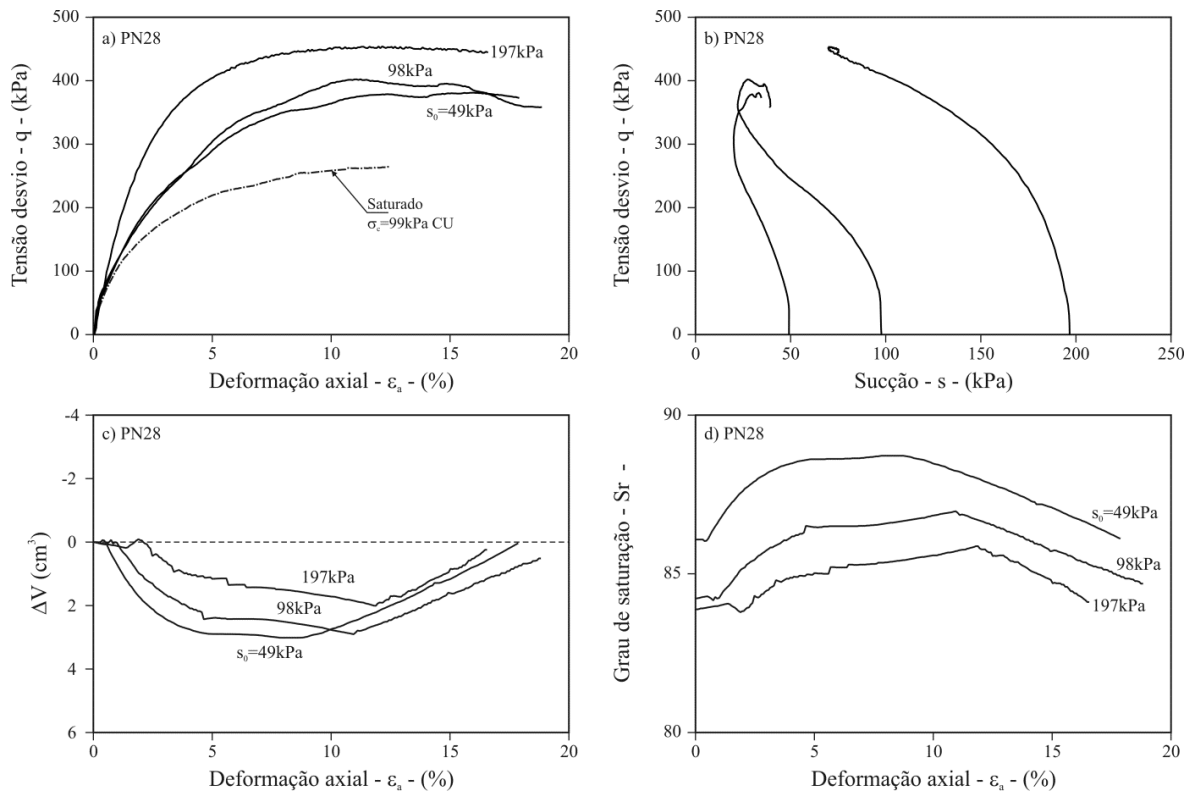 a) PN28
500
400
300
200
100
0
0
5
10
15
20
Tensão desvio - q - (kPa)
Deformação axial - εa - (%)
197kPa
98kPa
s0=49kPa
Saturado
σc=99kPa CU
b) PN28
500
400
300
200
100
0
0
50
100
150
200
250
Tensão desvio - q - (kPa)
Sucção - s - (kPa)
c) PN28
-4
-2
0
2
4
6
0
5
10
15
20
ΔV (cm³)
Deformação axial - εa - (%)
197kPa
98kPa
s0=49kPa
d) PN28
90
85
80
0
5
10
15
20
Grau de saturação - Sr -
Deformação axial - εa - (%)
s0=49kPa
98kPa
197kPa